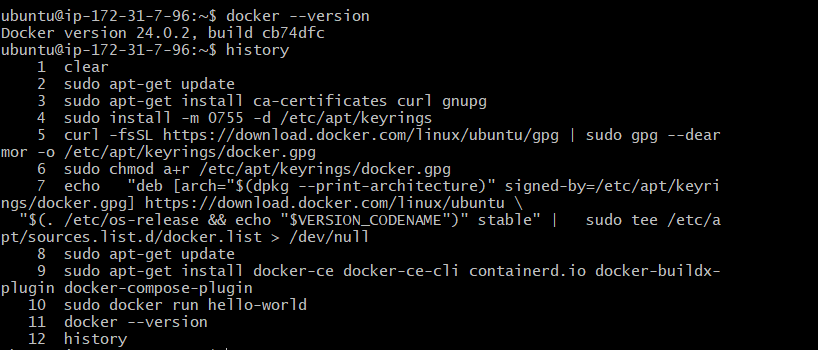 ubuntu@ip-172-31-7-96:~$ docker --version
Docker version 24.0.2, build cb74dfc
ubuntu@ip-172-31-7-96:~$ history
    1  clear
    2  sudo apt-get update
    3  sudo apt-get install ca-certificates curl gnupg
    4  sudo install -m 0755 -d /etc/apt/keyrings
    5  curl -fsSL https://download.docker.com/linux/ubuntu/gpg | sudo gpg --dear
mor -o /etc/apt/keyrings/docker.gpg
    6  sudo chmod a+r /etc/apt/keyrings/docker.gpg
    7  echo   "deb [arch="$(dpkg --print-architecture)" signed-by=/etc/apt/keyri
ngs/docker.gpg] https://download.docker.com/linux/ubuntu \
  "$(. /etc/os-release && echo "$VERSION_CODENAME")" stable" |   sudo tee /etc/a
pt/sources.list.d/docker.list > /dev/null
    8  sudo apt-get update
    9  sudo apt-get install docker-ce docker-ce-cli containerd.io docker-buildx-
plugin docker-compose-plugin
   10  sudo docker run hello-world
   11  docker --version
   12  history